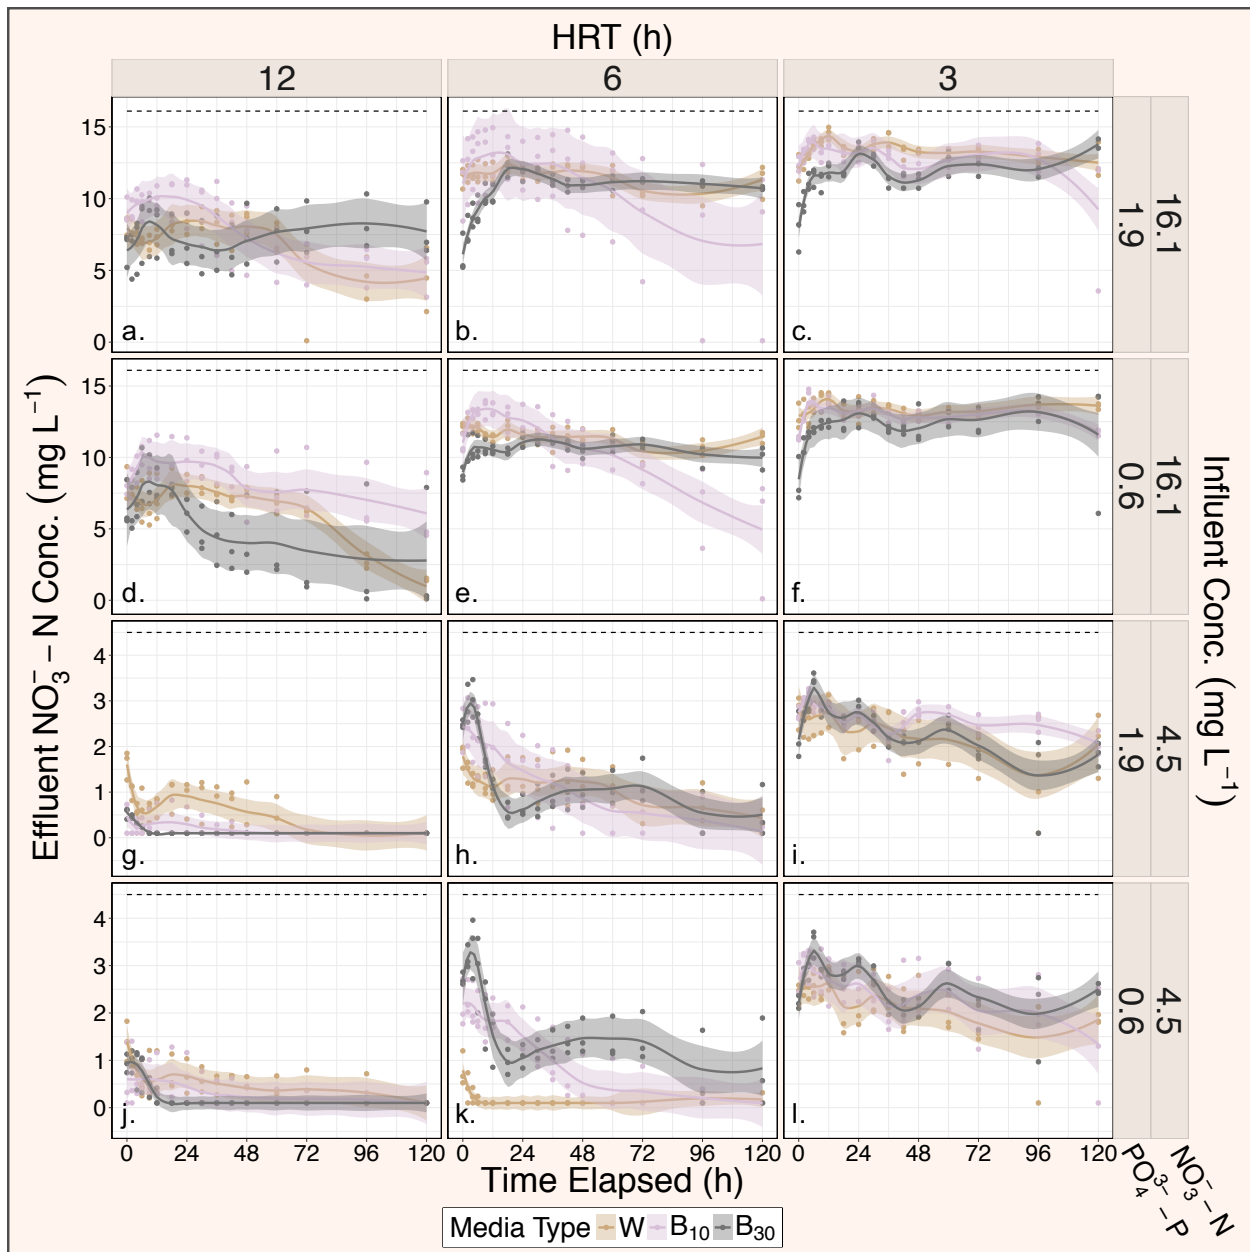 HRT (h)
12 6 3
15
10
5
0
a. b. c.
16.1
1.9
15
10
5
0
d. e. f.
16.1
0.6
4
3
2
1
0
g. h. i.
4.5
1.9
4
3
2
1
0
j. k. l.
4.5
0.6
Effluent NO₃⁻ – N Conc. (mg L⁻¹)
Influent Conc. (mg L⁻¹)
0 24 48 72 96 120 0 24 48 72 96 120 0 24 48 72 96 120
Time Elapsed (h)
NO₃⁻ – N
PO₄³⁻ – P
Media Type W B₁₀ B₃₀